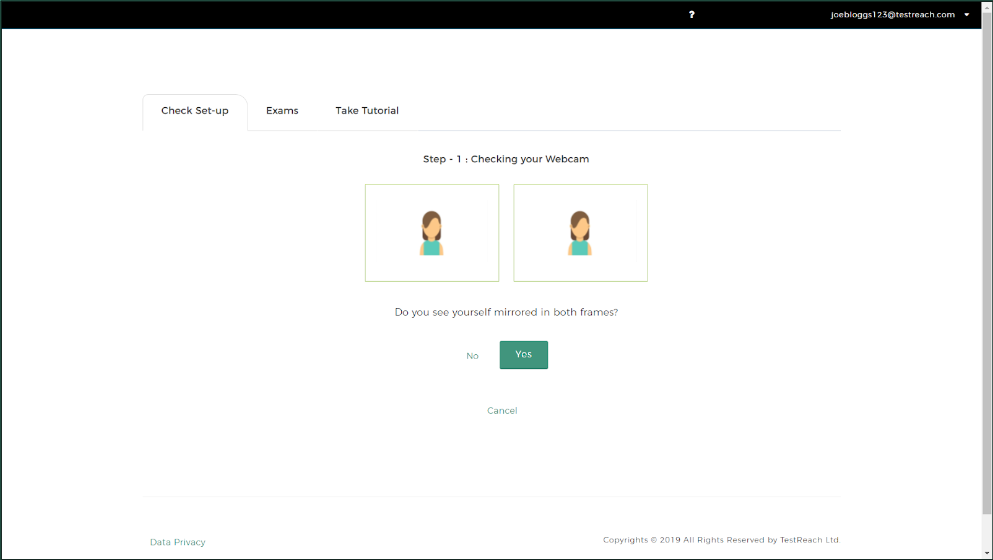 ?
joebloggs123@testreach.com
Check Set-up
Exams
Take Tutorial
Step - 1 : Checking your Webcam
Do you see yourself mirrored in both frames?
No
Yes
Cancel
Data Privacy
Copyrights © 2019 All Rights Reserved by TestReach Ltd